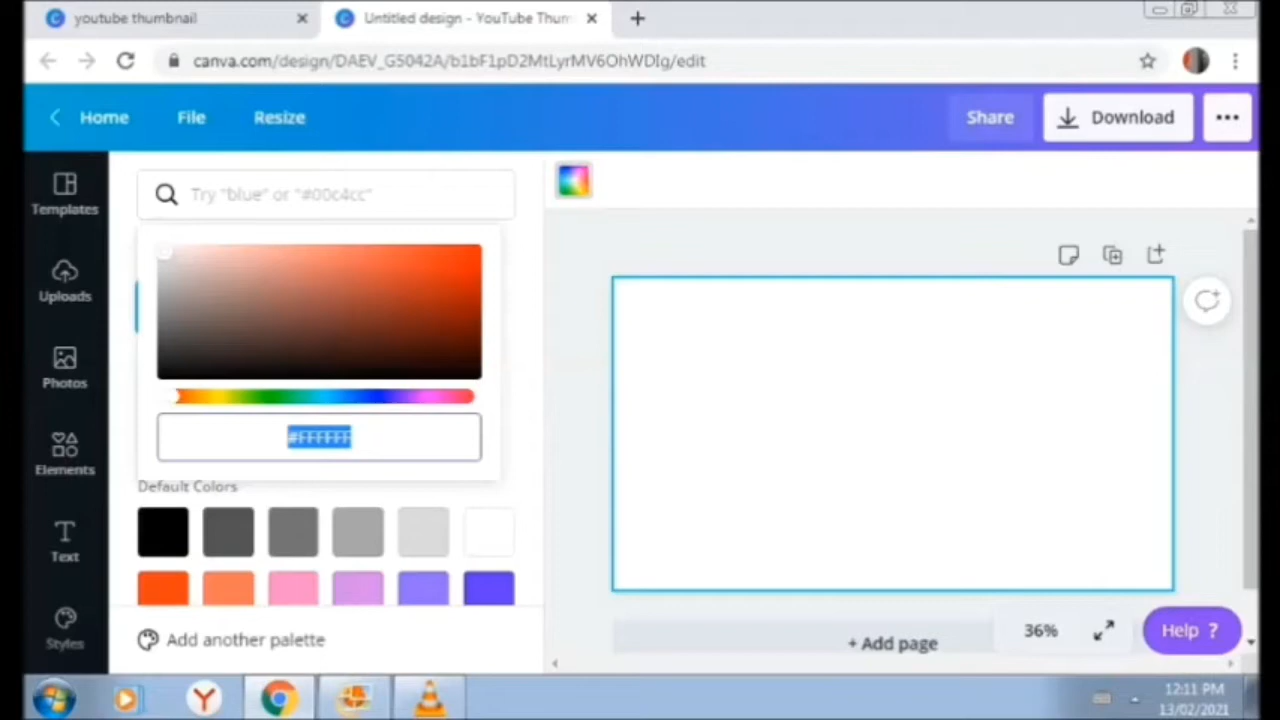 youtube thumbnail
Untitled design - YouTube Thum
canva.com/design/DAEV_G5042A/b1bF1pD2MtLyrMV6OhWDIg/edit
Home
File
Resize
Share
Download
Templates
Try "blue" or "#00c4cc"
Uploads
Photos
#FFFFFF
Elements
Default Colors
Text
Add another palette
Styles
+ Add page
36%
Help ?
12:11 PM
13/02/2021